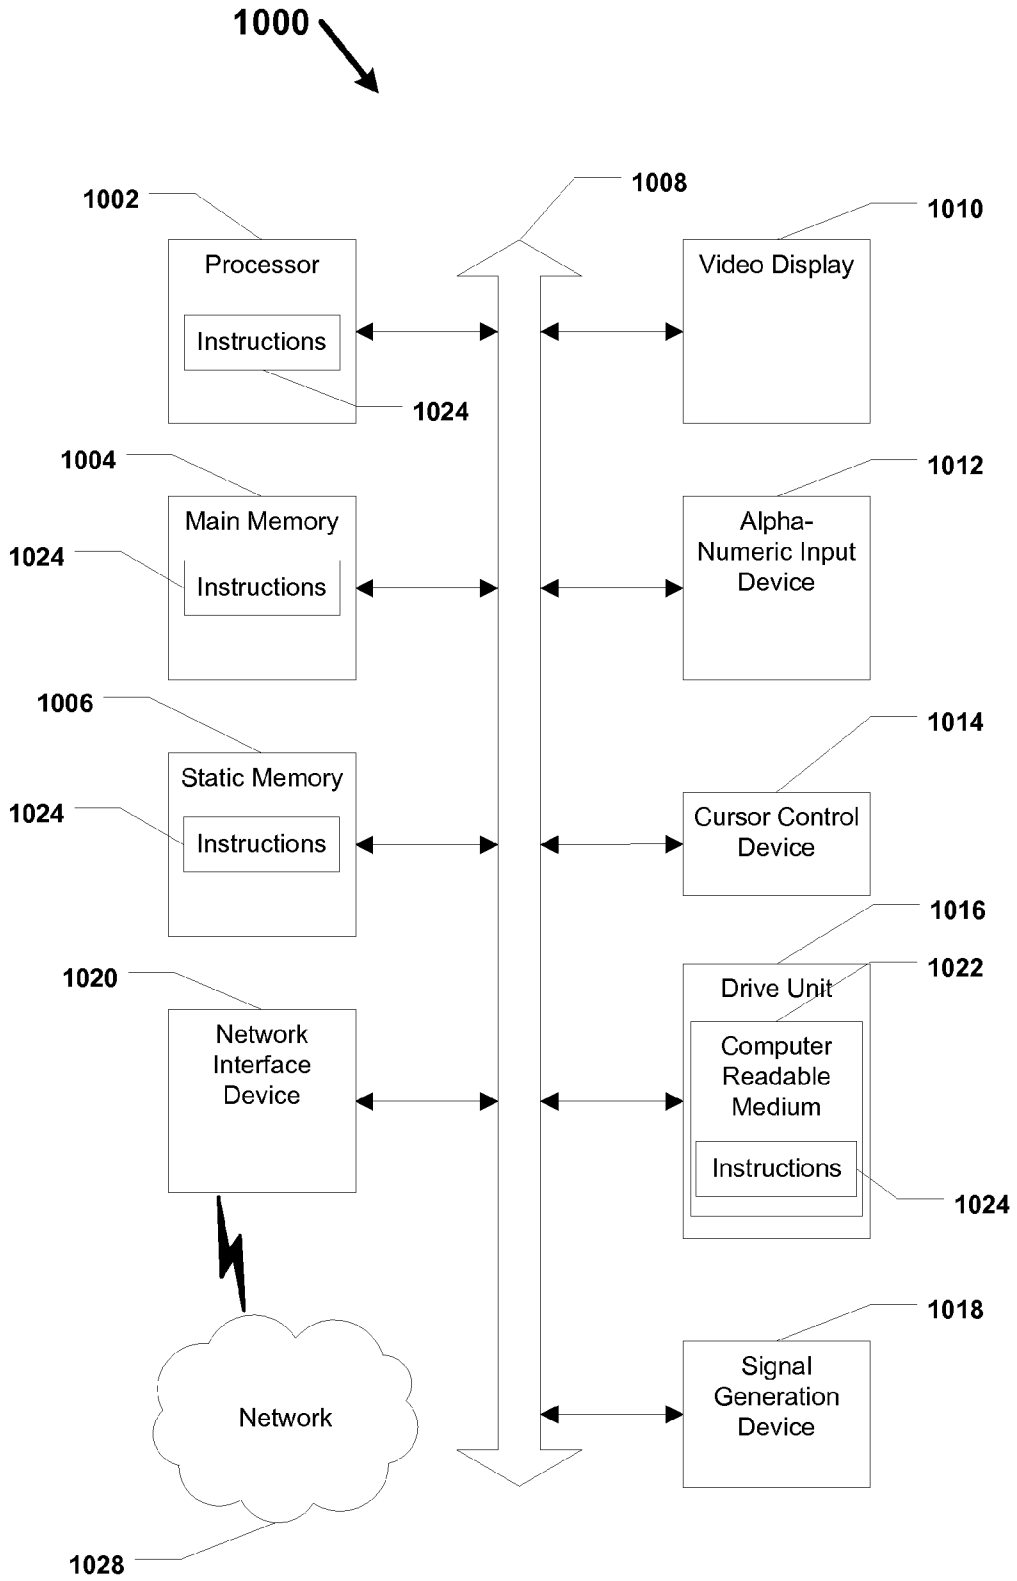 1000
1002
1008
1010
Processor
Video Display
Instructions
1024
1004
1012
Main Memory
Alpha-
Numeric Input
Device
1024
Instructions
1006
1014
Static Memory
Cursor Control
Device
1024
Instructions
1016
1020
1022
Drive Unit
Network
Interface
Device
Computer
Readable
Medium
Instructions
1024
1018
Signal
Generation
Device
Network
1028